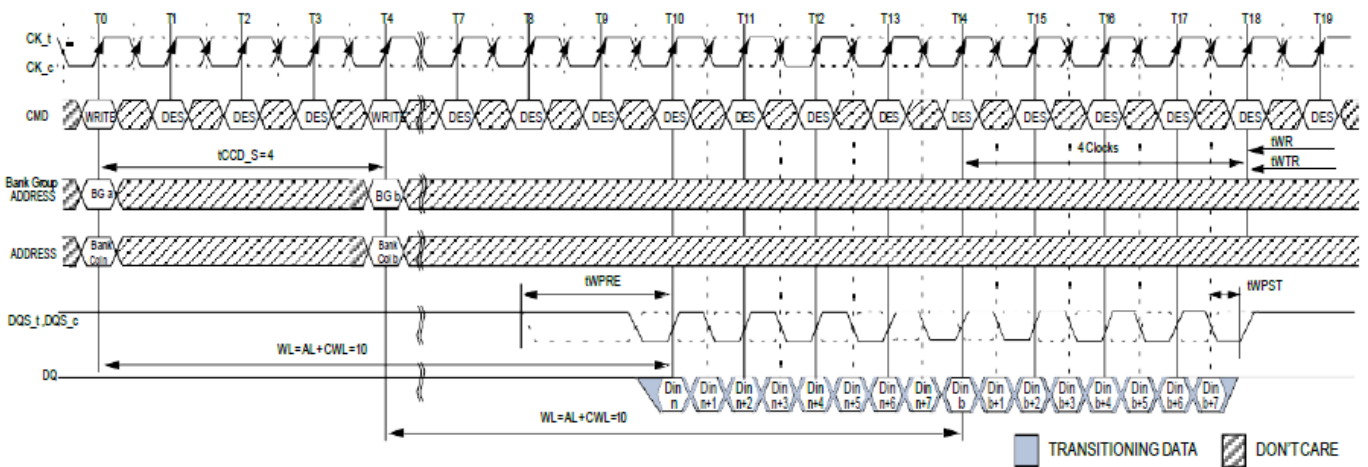 T0 T1 T2 T3 T4 T7 T8 T9 T10 T11 T12 T13 T14 T15 T16 T17 T18 T19
CK_t
CK_c
CMD WRITE DES DES DES WRITE DES DES DES DES DES DES DES DES DES DES DES DES DES
tCCD_S=4 4 Clocks tWR
tWTR
Bank Group
ADDRESS BG a BG b
ADDRESS Bank
Col n Bank
Col b
tWPRE tWPST
DQS_t,DQS_c
WL=AL+CWL=10
DQ Din
n Din
n+1 Din
n+2 Din
n+3 Din
n+4 Din
n+5 Din
n+6 Din
n+7 Din
b Din
b+1 Din
b+2 Din
b+3 Din
b+4 Din
b+5 Din
b+6 Din
b+7
WL=AL+CWL=10
TRANSITIONING DATA DON'T CARE